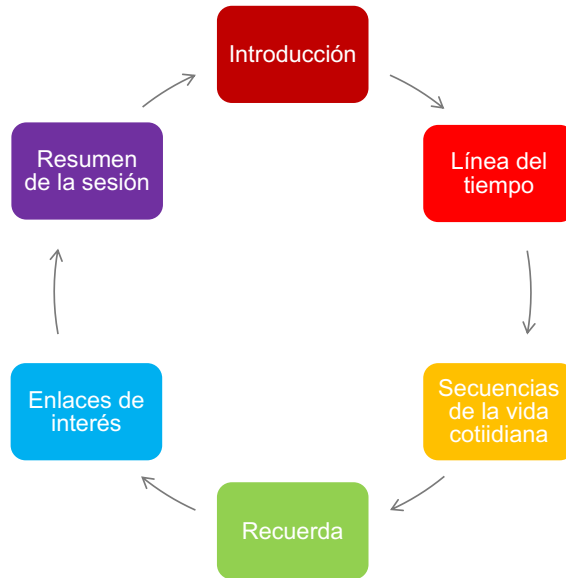 Introducción
Línea del
tiempo
Secuencias
de la vida
cotiidiana
Recuerda
Enlaces de
interés
Resumen
de la sesión